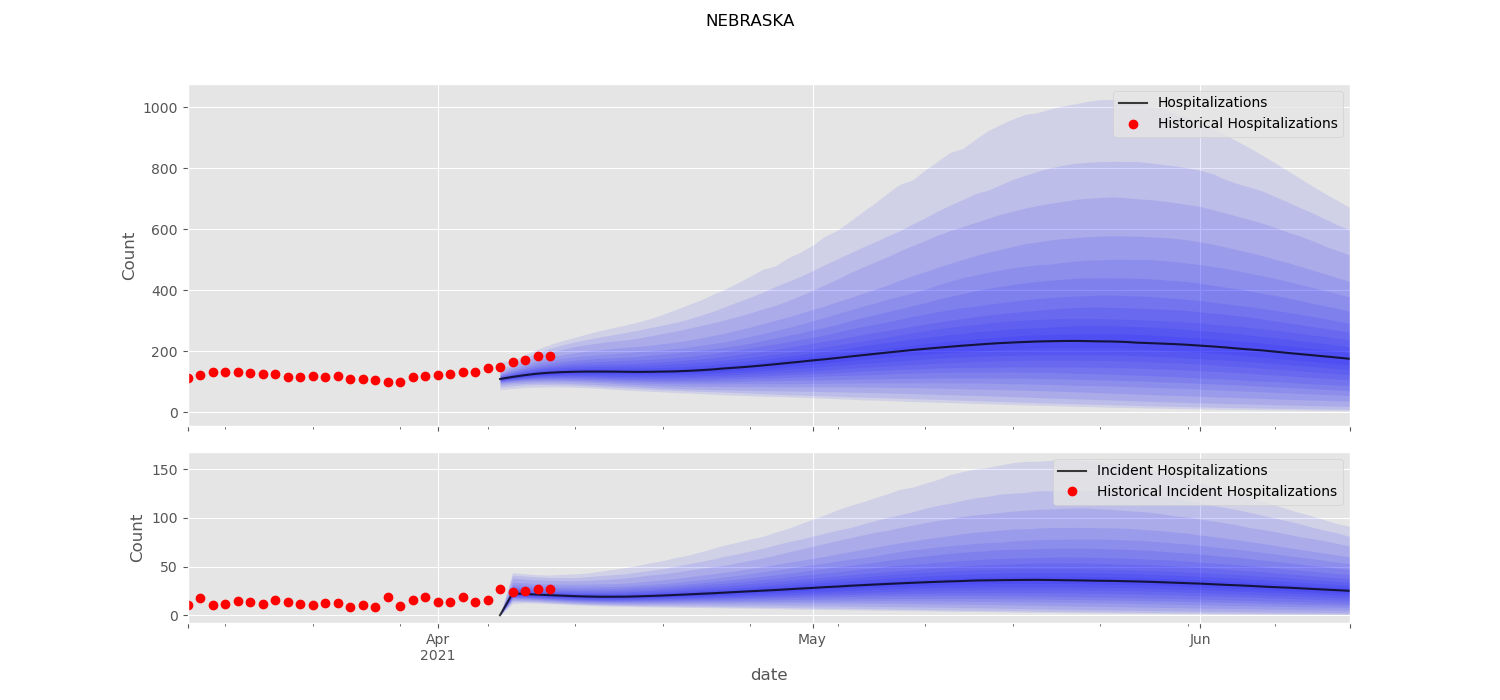 NEBRASKA
1000
800
600
400
200
0
Count
Hospitalizations
Historical Hospitalizations
150
100
50
0
Count
Incident Hospitalizations
Historical Incident Hospitalizations
Apr
2021
May
Jun
date